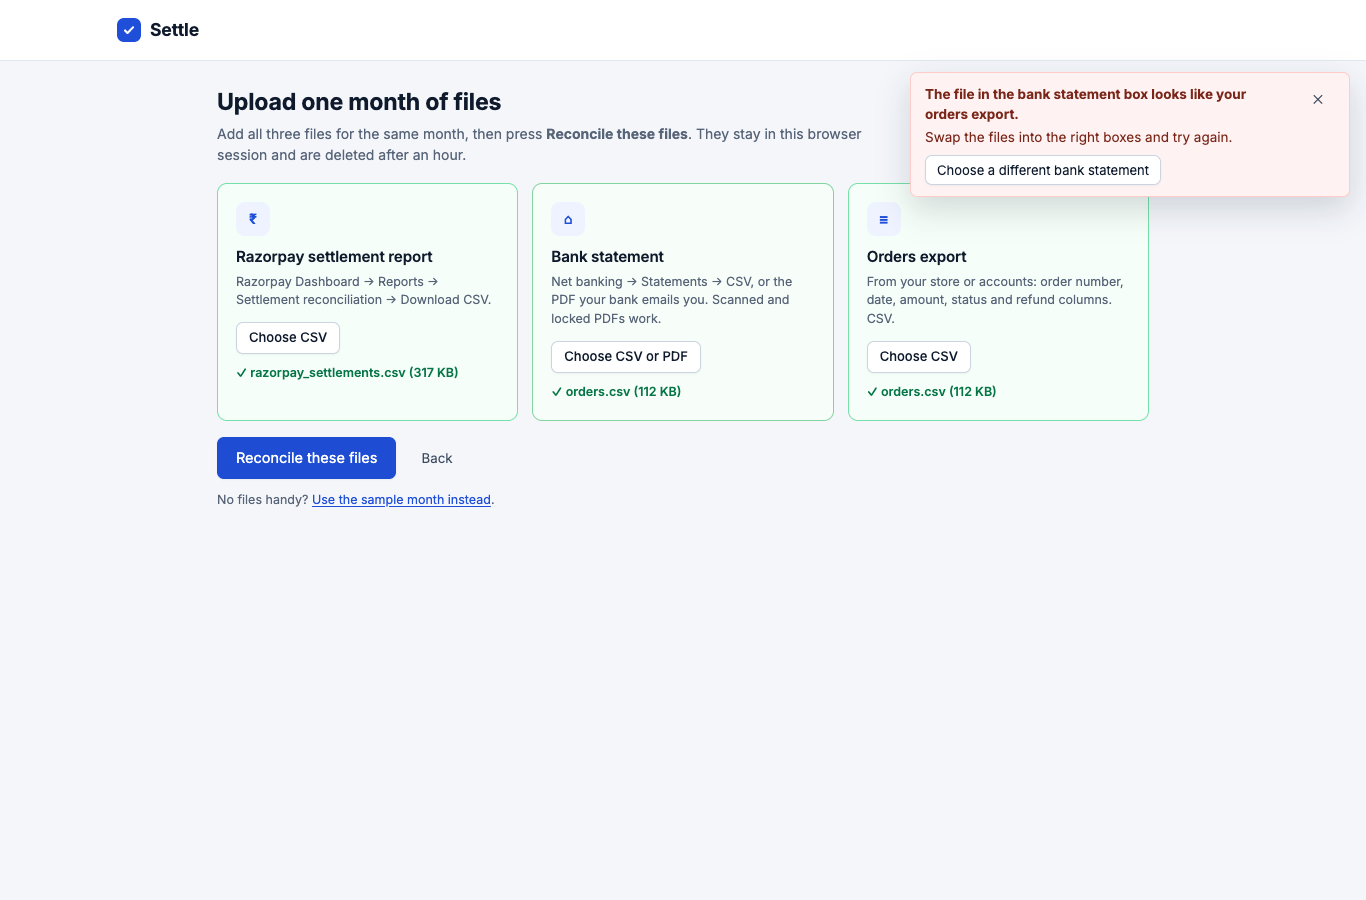 Settle
Upload one month of files
Add all three files for the same month, then press Reconcile these files. They stay in this browser
session and are deleted after an hour.
The file in the bank statement box looks like your
orders export.
Swap the files into the right boxes and try again.
Choose a different bank statement
₹
Razorpay settlement report
Razorpay Dashboard → Reports →
Settlement reconciliation → Download CSV.
Choose CSV
✓ razorpay_settlements.csv (317 KB)
Bank statement
Net banking → Statements → CSV, or the
PDF your bank emails you. Scanned and
locked PDFs work.
Choose CSV or PDF
✓ orders.csv (112 KB)
Orders export
From your store or accounts: order number,
date, amount, status and refund columns.
CSV.
Choose CSV
✓ orders.csv (112 KB)
Reconcile these files
Back
No files handy? Use the sample month instead.